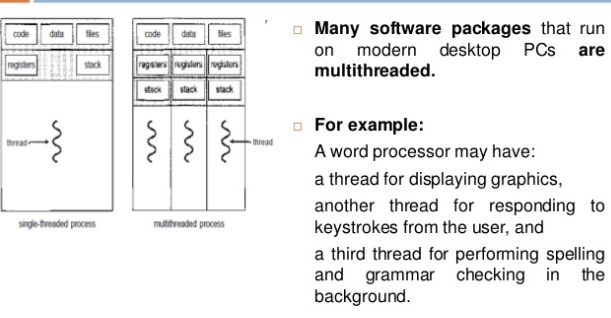 code data files
registers stack
thread
single-threaded process
code data files
registers registers registers
stack stack stack
thread
multithreaded process
Many software packages that run
on modern desktop PCs are
multithreaded.
For example:
A word processor may have:
a thread for displaying graphics,
another thread for responding to
keystrokes from the user, and
a third thread for performing spelling
and grammar checking in the
background.